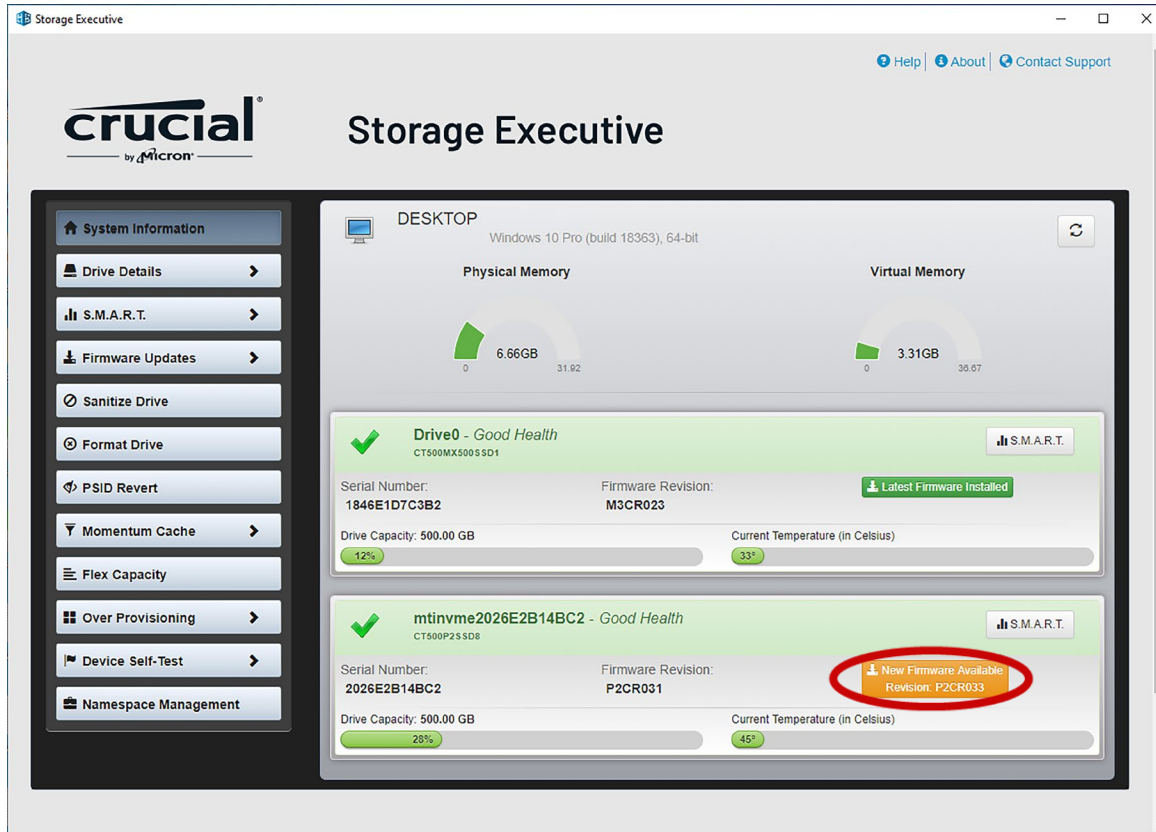 Storage Executive
Help
About
Contact Support
crucial®
by Micron®
Storage Executive
System Information
Drive Details
S.M.A.R.T.
Firmware Updates
Sanitize Drive
Format Drive
PSID Revert
Momentum Cache
Flex Capacity
Over Provisioning
Device Self-Test
Namespace Management
DESKTOP
Windows 10 Pro (build 18363), 64-bit
Physical Memory
6.66GB
0 31.92
Virtual Memory
3.31GB
0 36.67
Drive0 - Good Health
CT500MX500SSD1
S.M.A.R.T.
Serial Number:
1846E1D7C3B2
Firmware Revision:
M3CR023
Latest Firmware Installed
Drive Capacity: 500.00 GB
12%
Current Temperature (in Celsius)
33°
mtinvme2026E2B14BC2 - Good Health
CT500P2SSD8
S.M.A.R.T.
Serial Number:
2026E2B14BC2
Firmware Revision:
P2CR031
New Firmware Available
Revision: P2CR033
Drive Capacity: 500.00 GB
28%
Current Temperature (in Celsius)
45°